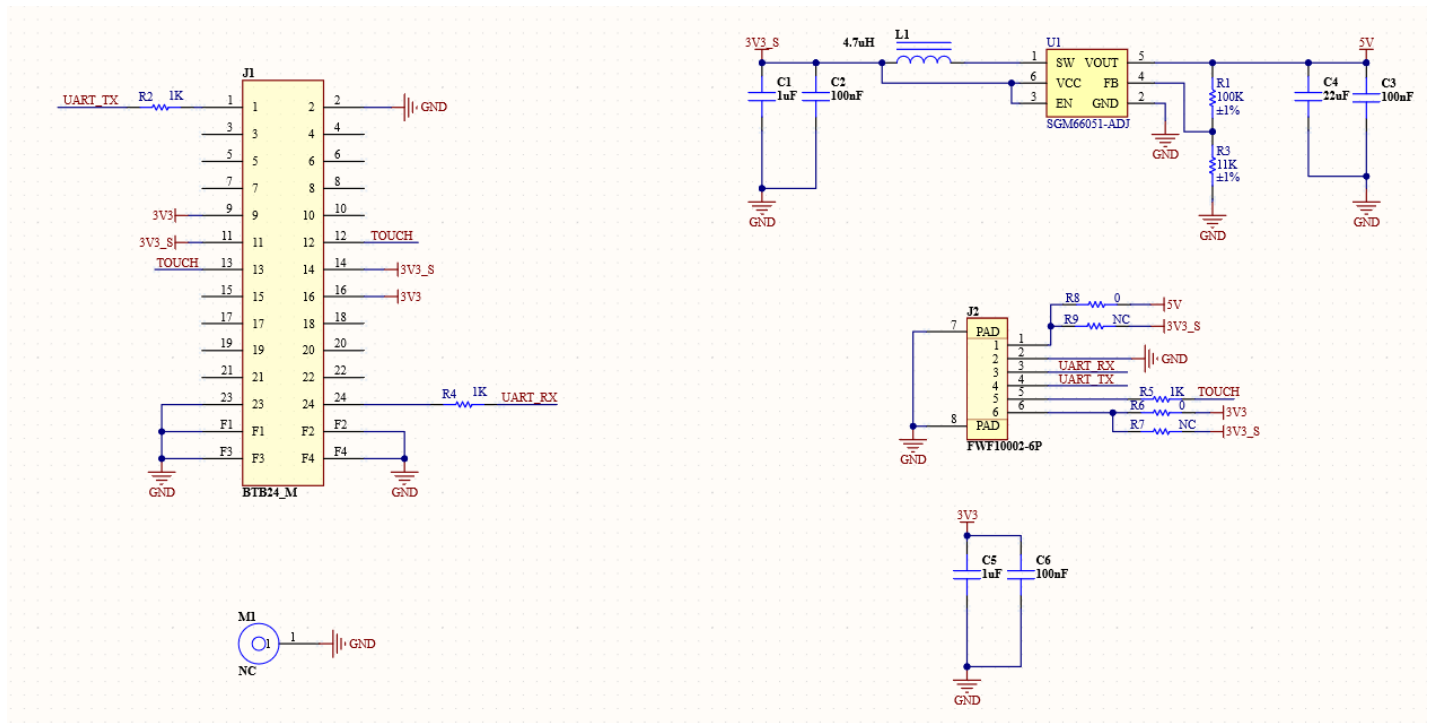 J1
UART_TX R2 1K 1 1 2 2 GND
3 3 4 4
5 5 6 6
7 7 8 8
3V3 9 9 10 10
3V3_S 11 11 12 12 TOUCH
TOUCH 13 13 14 14 3V3_S
15 15 16 16 3V3
17 17 18 18
19 19 20 20
21 21 22 22
23 23 24 24 R4 1K UART_RX
F1 F1 F2 F2
F3 F3 F4 F4
GND GND
BTB24_M
M1
1 1 GND
NC
3V3_S 4.7uH L1 U1 5V
1 SW VOUT 5
6 VCC FB 4
3 EN GND 2
SGM66051-ADJ
C1
1uF
C2
100nF
R1
100K
±1%
C4
22uF
C3
100nF
R3
11K
±1%
GND
GND
GND
GND
J2
7 PAD
8 PAD
1 1 R8 0 5V
R9 NC 3V3_S
2 2 GND
3 3 UART_RX
4 4 UART_TX
5 5 R5 1K TOUCH
6 6 R6 0 3V3
R7 NC 3V3_S
GND
FWF10002-6P
3V3
C5
1uF
C6
100nF
GND